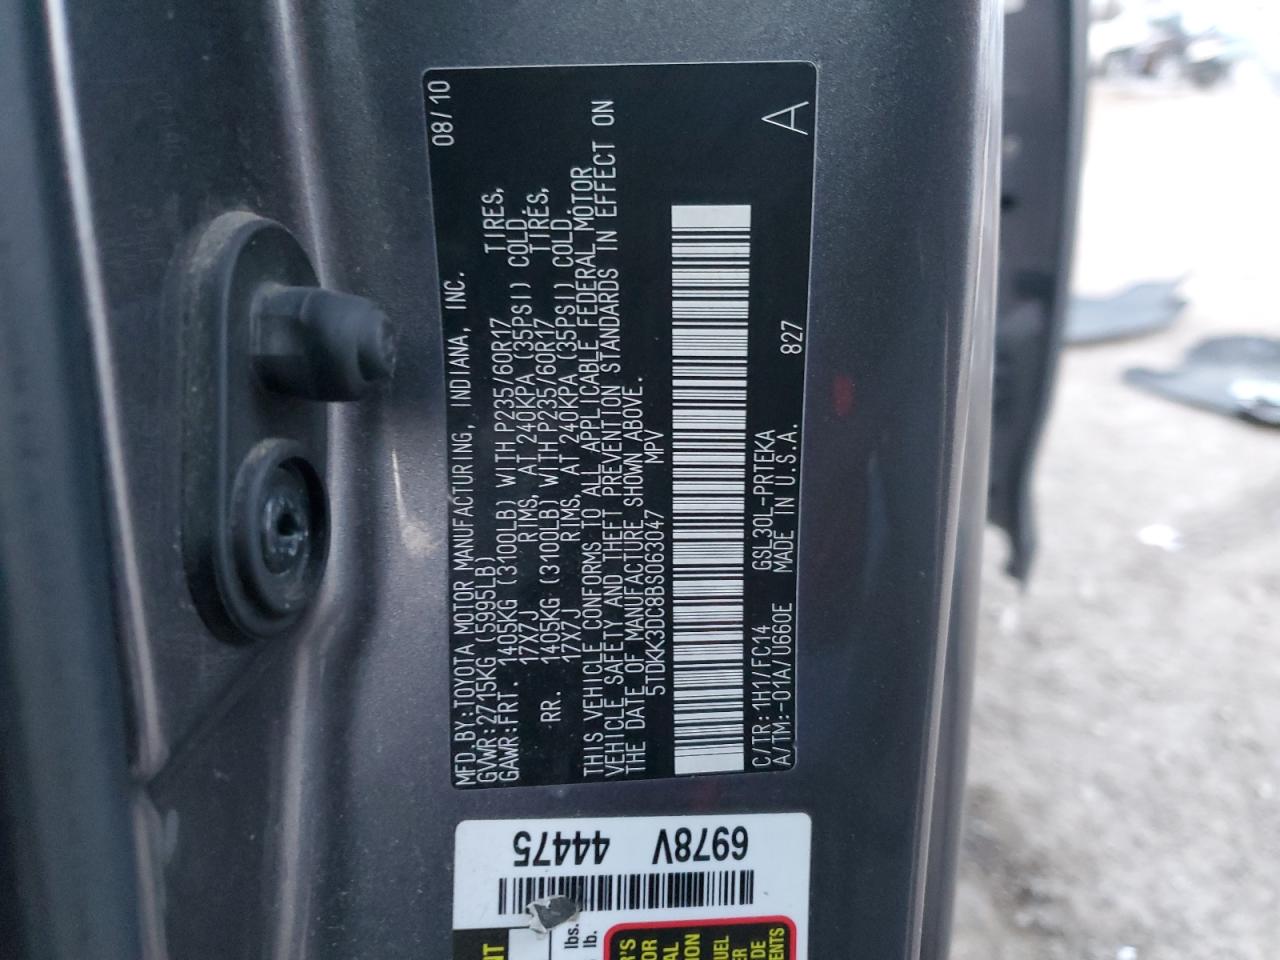 MFD.BY:TOYOTA MOTOR MANUFACTURING, INDIANA, INC. 08/10
GVWR:2715KG (5995LB)
GAWR:FRT. 1405KG (3100LB) WITH P235/60R17 TIRES,
17X7J RIMS, AT 240KPA (35PSI) COLD.
RR. 1405KG (3100LB) WITH P235/60R17 TIRES,
17X7J RIMS, AT 240KPA (35PSI) COLD.
THIS VEHICLE CONFORMS TO ALL APPLICABLE FEDERAL MOTOR
VEHICLE SAFETY AND THEFT PREVENTION STANDARDS IN EFFECT ON
THE DATE OF MANUFACTURE SHOWN ABOVE.
5TDKK3DC8BS063047 MPV
C/TR:1H1/FC14 GSL30L-PRTEKA 827
A/TM:-01A/U660E MADE IN U.S.A. A
6978V 44475
lbs.
lb.